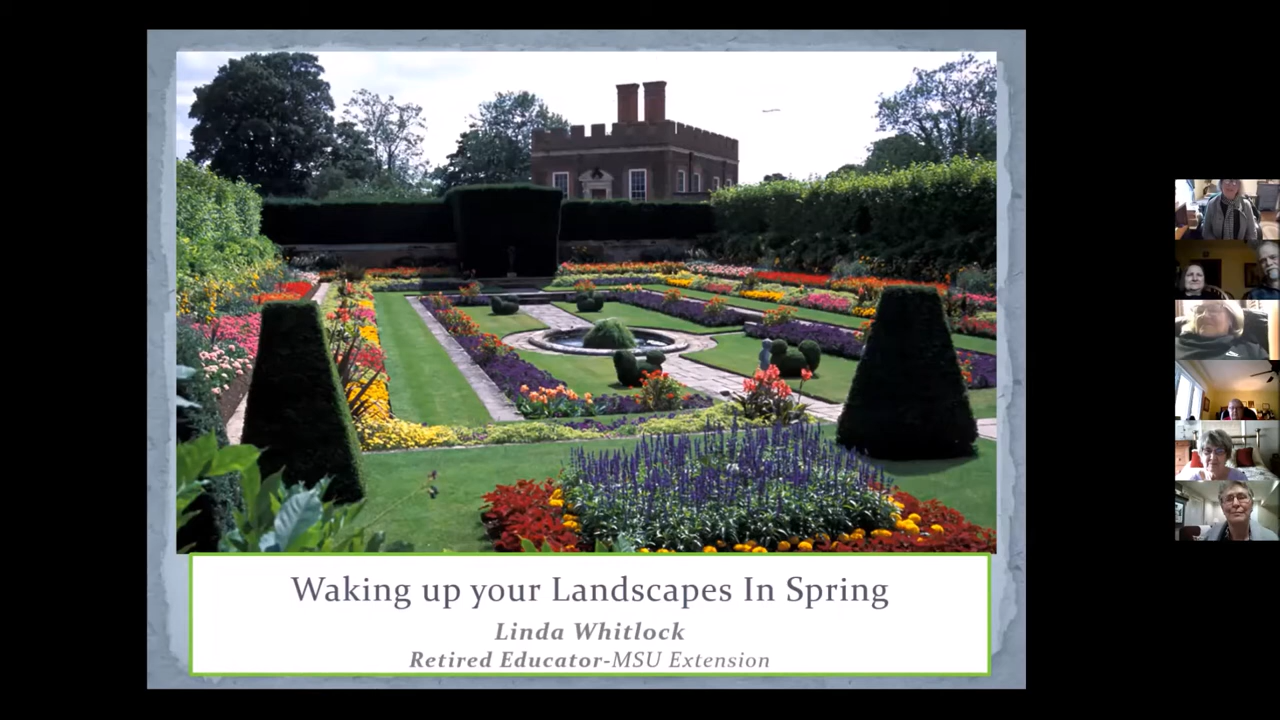 Waking up your Landscapes In Spring
Linda Whitlock
Retired Educator-MSU Extension